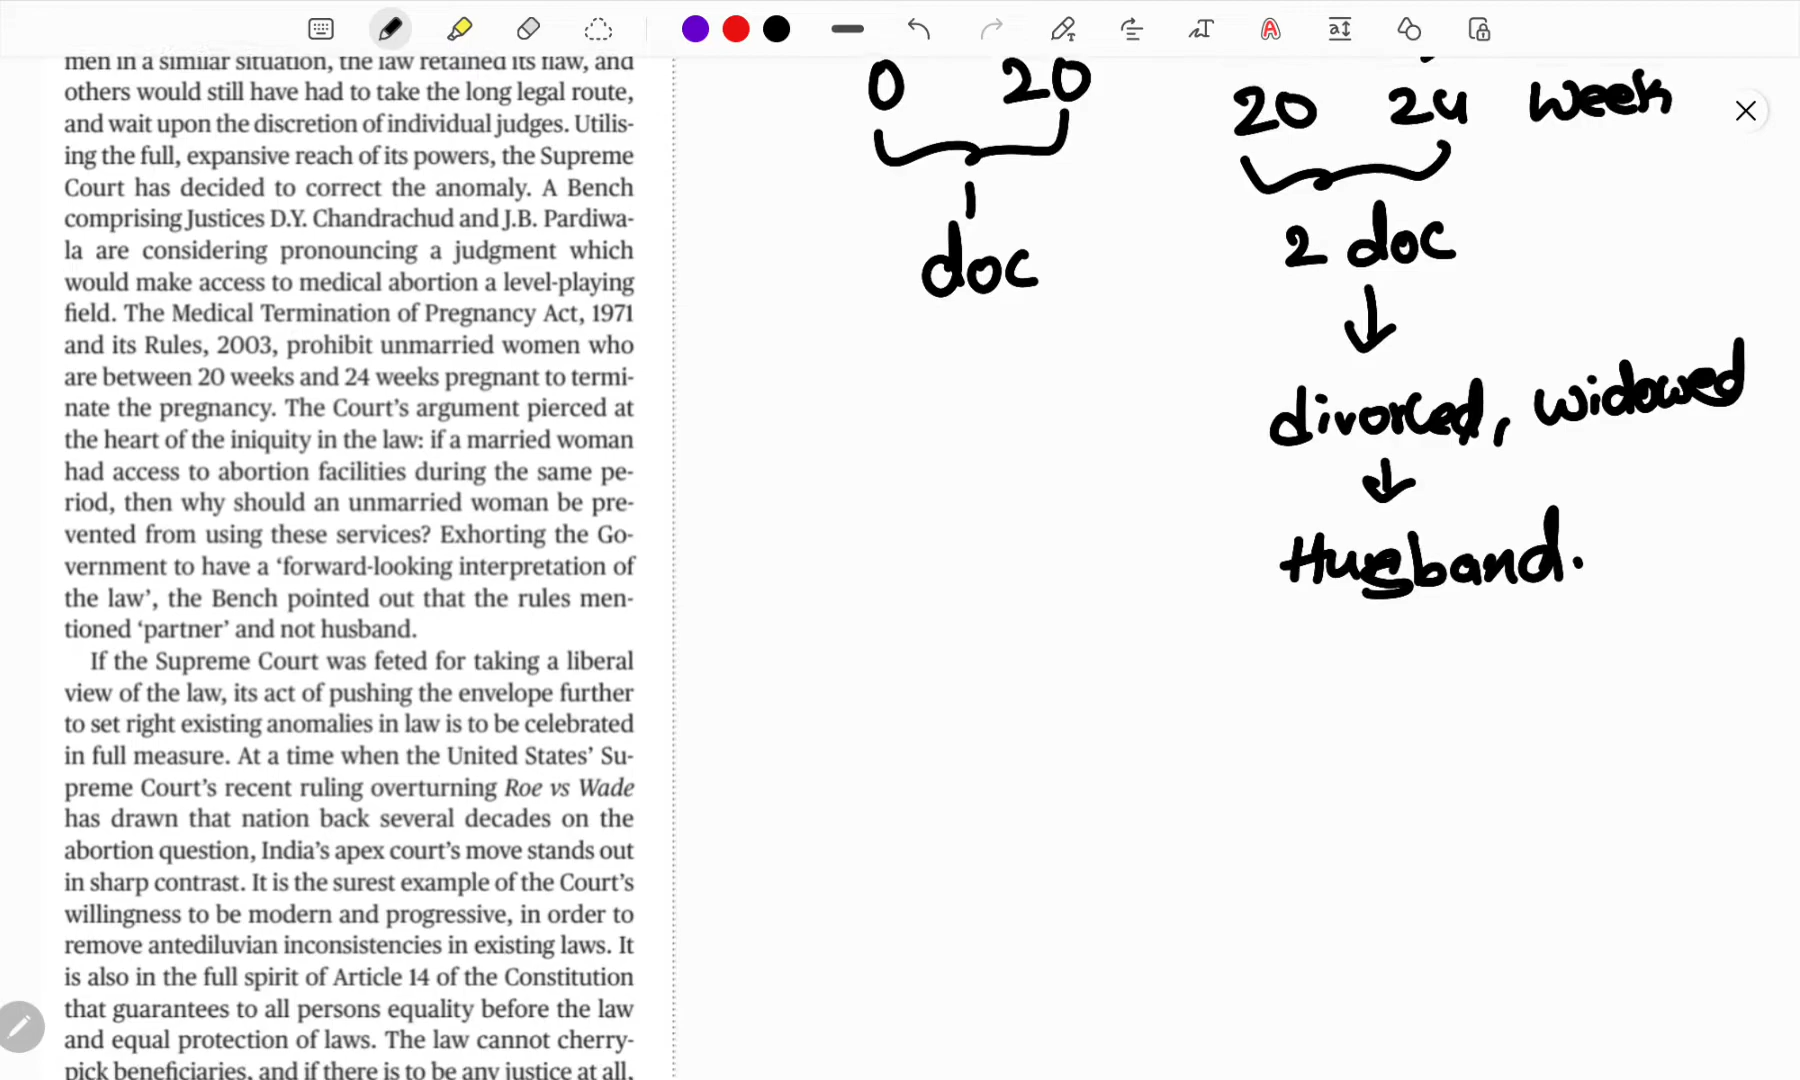 men in a similar situation, the law retained its flaw, and
others would still have had to take the long legal route,
and wait upon the discretion of individual judges. Utilis-
ing the full, expansive reach of its powers, the Supreme
Court has decided to correct the anomaly. A Bench
comprising Justices D.Y. Chandrachud and J.B. Pardiwa-
la are considering pronouncing a judgment which
would make access to medical abortion a level-playing
field. The Medical Termination of Pregnancy Act, 1971
and its Rules, 2003, prohibit unmarried women who
are between 20 weeks and 24 weeks pregnant to termi-
nate the pregnancy. The Court's argument pierced at
the heart of the iniquity in the law: if a married woman
had access to abortion facilities during the same pe-
riod, then why should an unmarried woman be pre-
vented from using these services? Exhorting the Go-
vernment to have a 'forward-looking interpretation of
the law', the Bench pointed out that the rules men-
tioned 'partner' and not husband.
If the Supreme Court was feted for taking a liberal
view of the law, its act of pushing the envelope further
to set right existing anomalies in law is to be celebrated
in full measure. At a time when the United States' Su-
preme Court's recent ruling overturning Roe vs Wade
has drawn that nation back several decades on the
abortion question, India's apex court's move stands out
in sharp contrast. It is the surest example of the Court's
willingness to be modern and progressive, in order to
remove antediluvian inconsistencies in existing laws. It
is also in the full spirit of Article 14 of the Constitution
that guarantees to all persons equality before the law
and equal protection of laws. The law cannot cherry-
pick beneficiaries, and if there is to be any justice at all,
0 20
1
doc
20 24 week
2 doc
divorced, widowed
Husband.